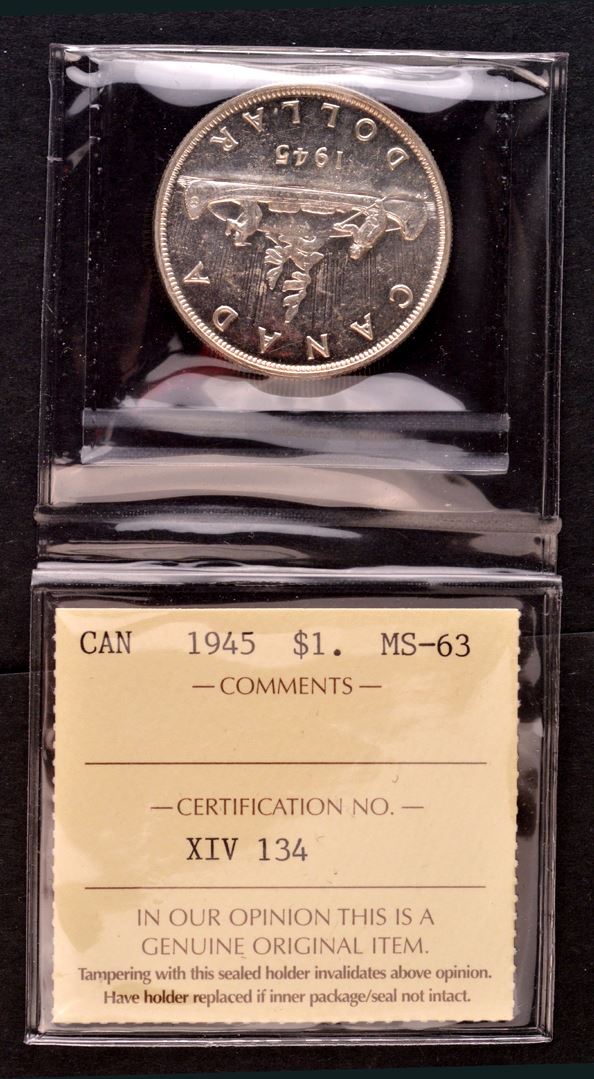 CANADA
1945
DOLLAR
CAN 1945 $1. MS-63
— COMMENTS —
— CERTIFICATION NO. —
XIV 134
IN OUR OPINION THIS IS A
GENUINE ORIGINAL ITEM.
Tampering with this sealed holder invalidates above opinion.
Have holder replaced if inner package/seal not intact.